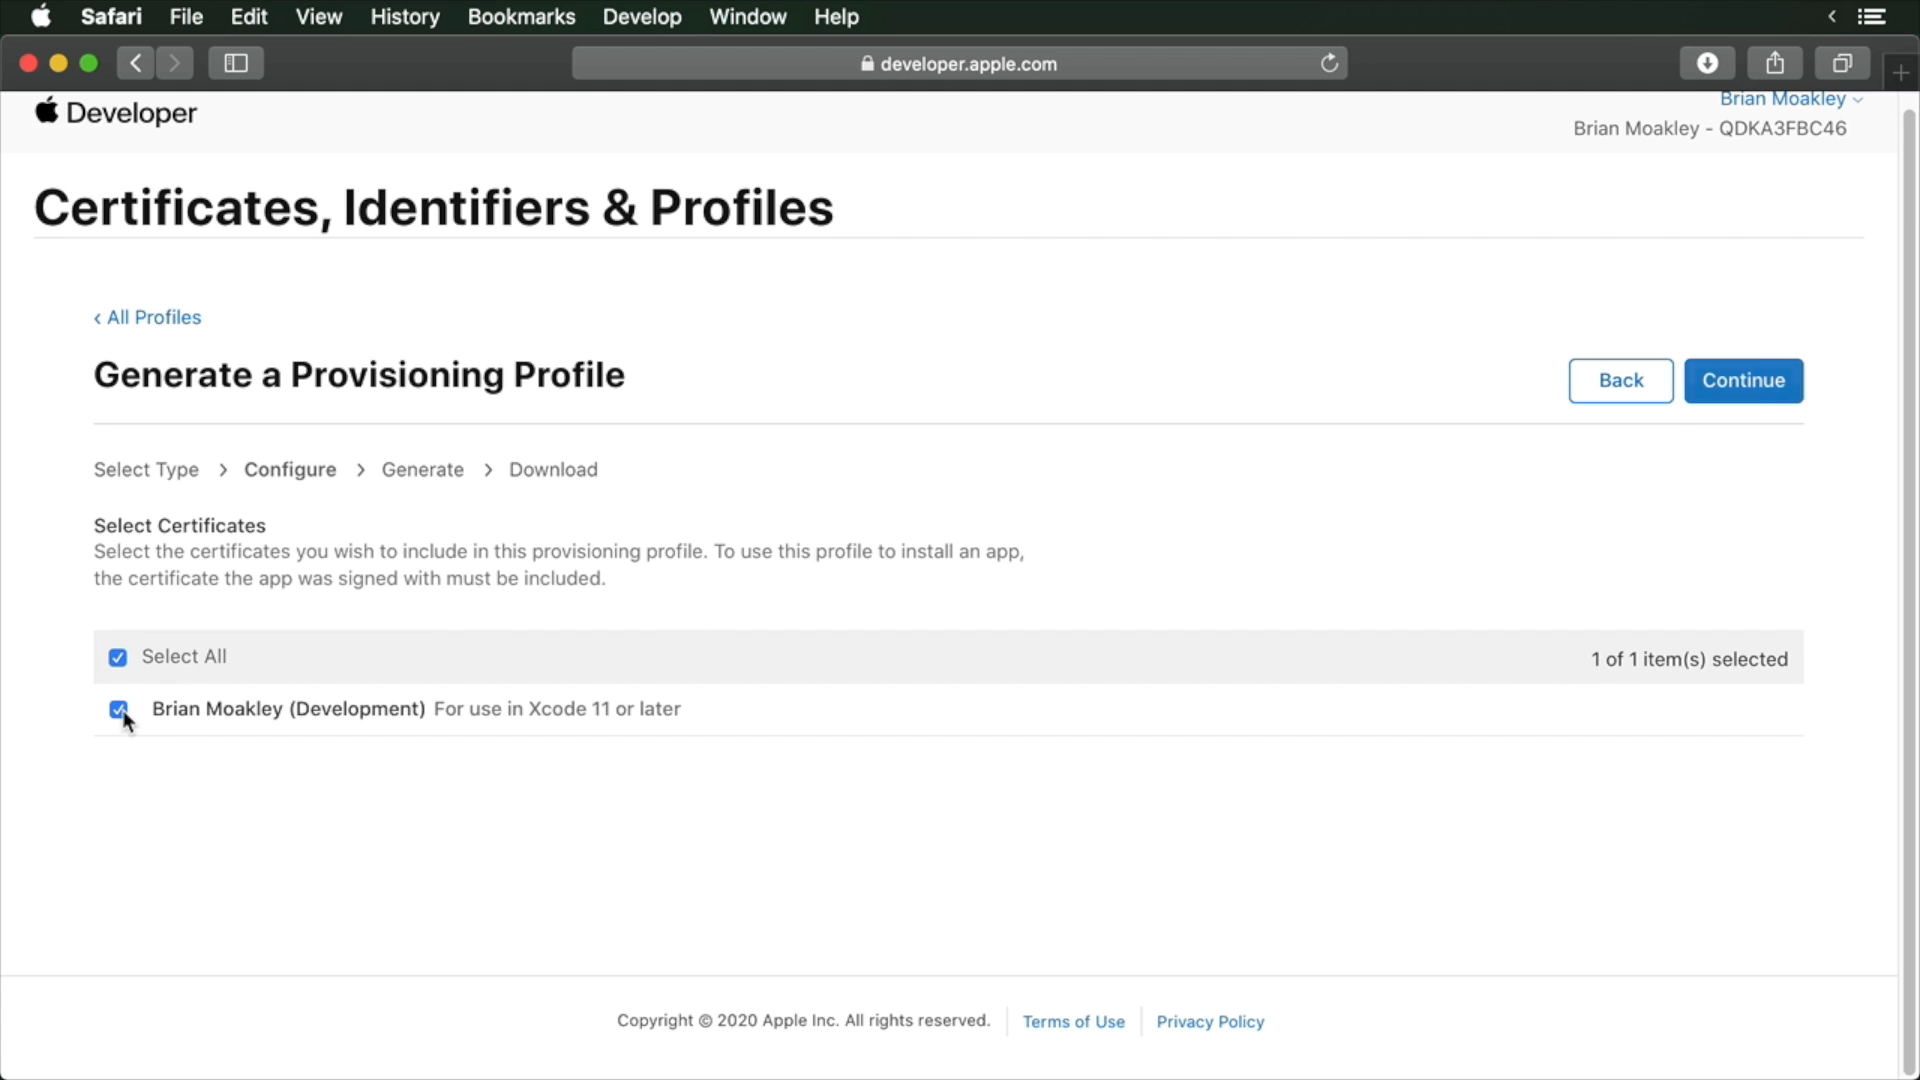 Safari File Edit View History Bookmarks Develop Window Help
developer.apple.com
Developer
Brian Moakley
Brian Moakley - QDKA3FBC46
Certificates, Identifiers & Profiles
‹ All Profiles
Generate a Provisioning Profile
Back
Continue
Select Type > Configure > Generate > Download
Select Certificates
Select the certificates you wish to include in this provisioning profile. To use this profile to install an app,
the certificate the app was signed with must be included.
Select All
1 of 1 item(s) selected
Brian Moakley (Development) For use in Xcode 11 or later
Copyright © 2020 Apple Inc. All rights reserved.
Terms of Use
Privacy Policy